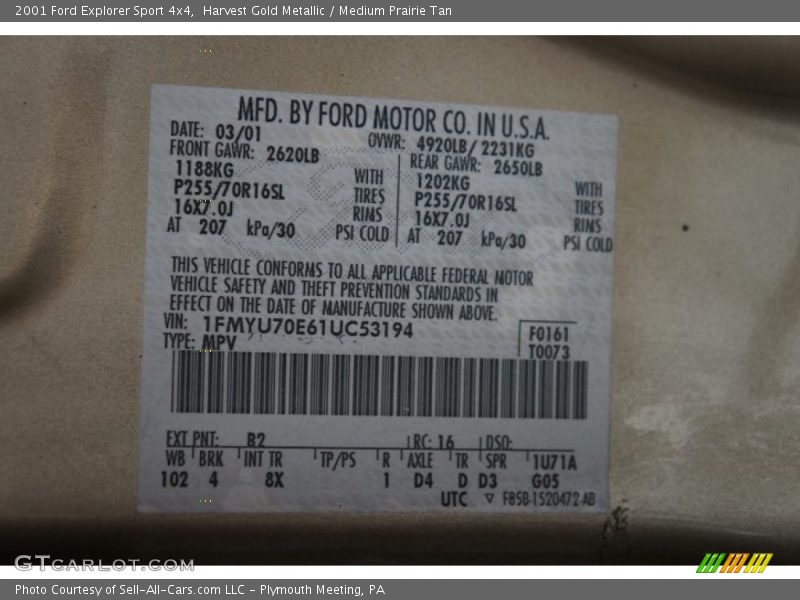 2001 Ford Explorer Sport 4x4,  Harvest Gold Metallic / Medium Prairie Tan
MFD. BY FORD MOTOR CO. IN U.S.A.
DATE: 03/01 GVWR: 4920LB/ 2231KG
FRONT GAWR: 2620LB REAR GAWR: 2650LB
1188KG WITH 1202KG WITH
P255/70R16SL TIRES P255/70R16SL TIRES
16X7.0J RIMS 16X7.0J RIMS
AT 207 kPa/30 PSI COLD AT 207 kPa/30 PSI COLD
THIS VEHICLE CONFORMS TO ALL APPLICABLE FEDERAL MOTOR
VEHICLE SAFETY AND THEFT PREVENTION STANDARDS IN
EFFECT ON THE DATE OF MANUFACTURE SHOWN ABOVE.
VIN: 1FMYU70E61UC53194 F0161
TYPE: MPV T0073
EXT PNT: B2 RC: 16 DSO:
WB BRK INT TR TP/PS R AXLE TR SPR 1U71A
102 4 8X 1 D4 D D3 G05
UTC ▽ F85B-1520472-AB
GTCARLOT.COM
Photo Courtesy of Sell-All-Cars.com LLC - Plymouth Meeting, PA